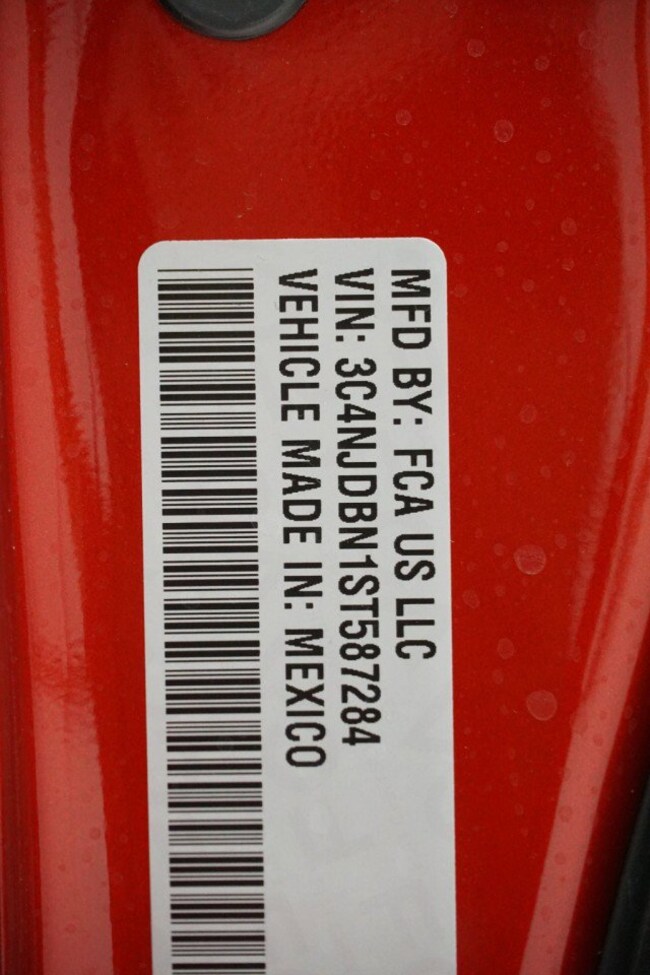 MFD BY: FCA US LLC
VIN: 3C4NJDBN1ST587284
VEHICLE MADE IN: MEXICO